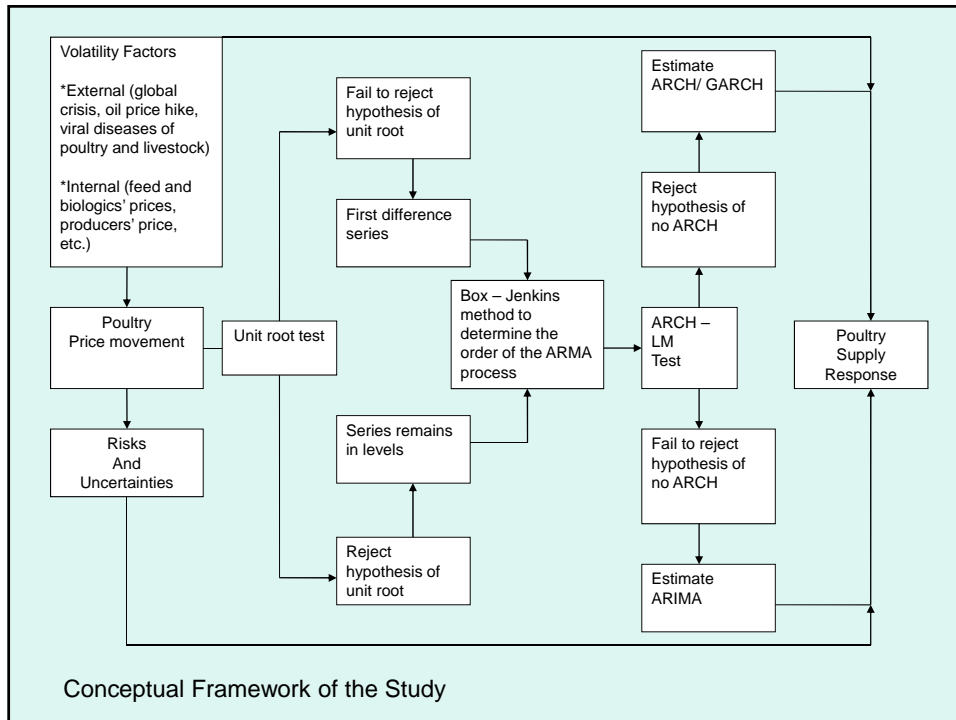 Volatility Factors
*External (global
crisis, oil price hike,
viral diseases of
poultry and livestock)
*Internal (feed and
biologics' prices,
producers' price,
etc.)
Poultry
Price movement
Risks
And
Uncertainties
Unit root test
Fail to reject
hypothesis of
unit root
First difference
series
Series remains
in levels
Reject
hypothesis of
unit root
Box – Jenkins
method to
determine the
order of the ARMA
process
Estimate
ARCH/ GARCH
Reject
hypothesis of
no ARCH
ARCH –
LM
Test
Fail to reject
hypothesis of
no ARCH
Estimate
ARIMA
Poultry
Supply
Response
Conceptual Framework of the Study